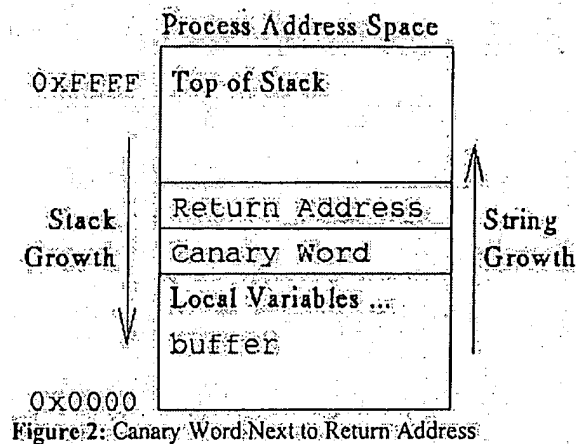 Process Address Space
0xFFFF
Top of Stack
Return Address
Stack Growth
String Growth
Canary Word
Local Variables ...
buffer
0x0000
Figure 2: Canary Word Next to Return Address